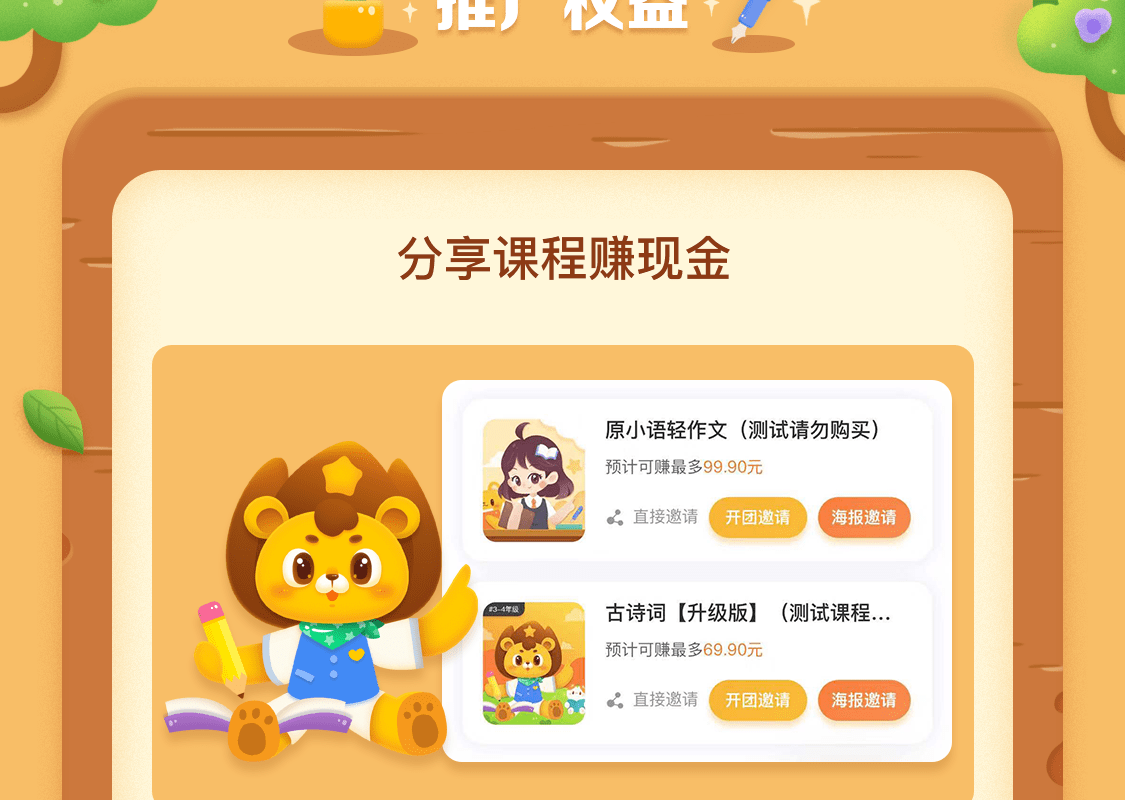 推广权益
分享课程赚现金
原小语轻作文（测试请勿购买）
预计可赚最多99.90元
直接邀请 开团邀请 海报邀请
#3-4年级
古诗词【升级版】（测试课程...
预计可赚最多69.90元
直接邀请 开团邀请 海报邀请